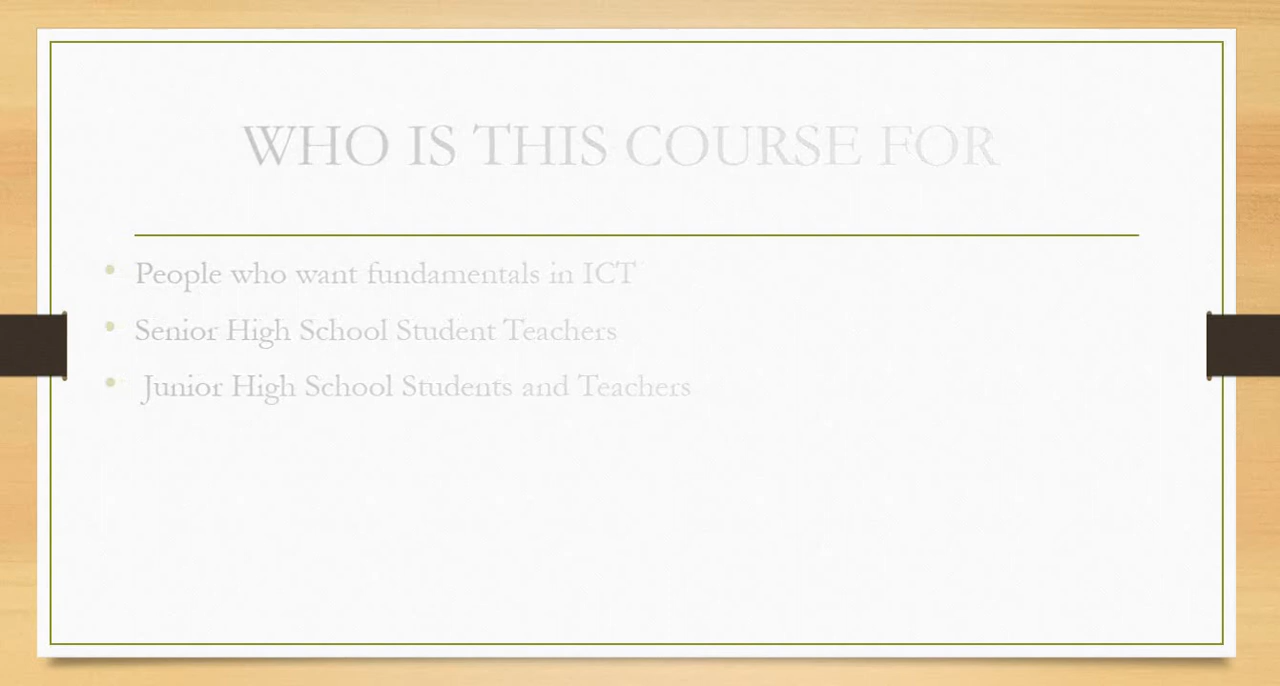 WHO IS THIS COURSE FOR
• People who want fundamentals in ICT
• Senior High School Student Teachers
• Junior High School Students and Teachers